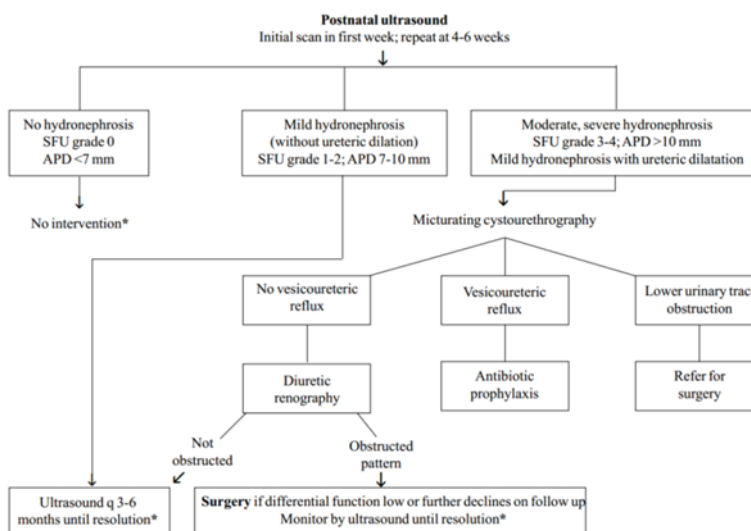 Postnatal ultrasound
Initial scan in first week; repeat at 4-6 weeks
No hydronephrosis
SFU grade 0
APD <7 mm
Mild hydronephrosis
(without ureteric dilation)
SFU grade 1-2; APD 7-10 mm
Moderate, severe hydronephrosis
SFU grade 3-4; APD >10 mm
Mild hydronephrosis with ureteric dilatation
No intervention*
Micturating cystourethrography
No vesicoureteric
reflux
Vesicoureteric
reflux
Lower urinary tract
obstruction
Diuretic
renography
Antibiotic
prophylaxis
Refer for
surgery
Not
obstructed
Obstructed
pattern
Ultrasound q 3-6
months until resolution*
Surgery if differential function low or further declines on follow up
Monitor by ultrasound until resolution*